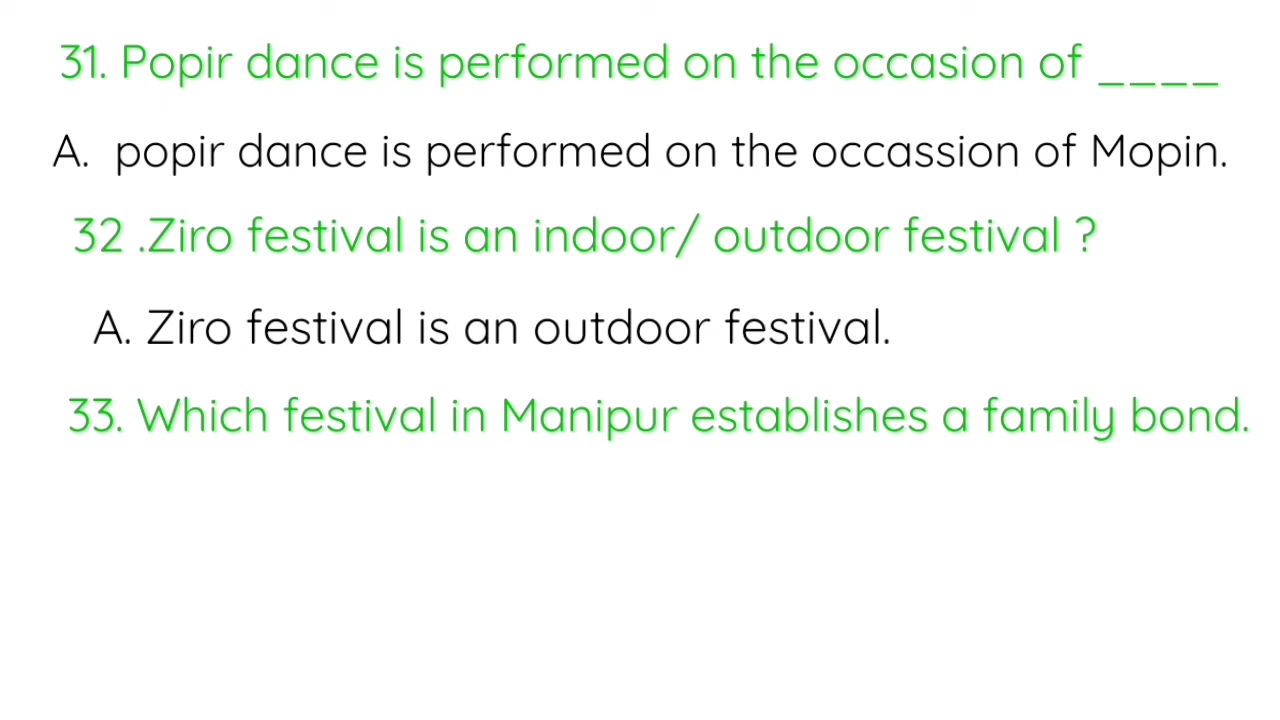 31. Popir dance is performed on the occasion of ____
A. popir dance is performed on the occassion of Mopin.
32 .Ziro festival is an indoor/ outdoor festival ?
A. Ziro festival is an outdoor festival.
33. Which festival in Manipur establishes a family bond.